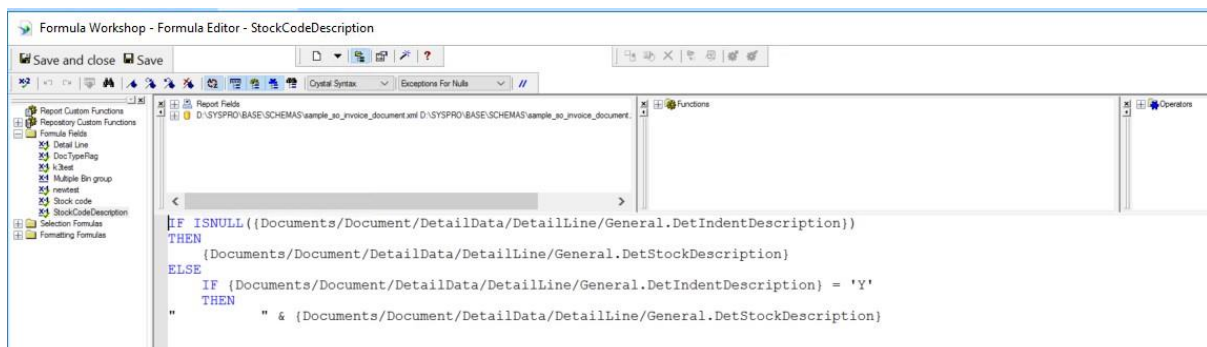 Formula Workshop - Formula Editor - StockCodeDescription
Save and close Save
Crystal Syntax Exceptions For Nulls //
Report Custom Functions
Repository Custom Functions
Formula Fields
Detail Line
DocTypeFlag
k3test
Multiple Bin group
newtest
Stock code
StockCodeDescription
Selection Formulas
Formatting Formulas
Report Fields
D:\SYSPRO\BASE\SCHEMAS\sample_so_invoice_document.xml D:\SYSPRO\BASE\SCHEMAS\sample_so_invoice_document.
Functions
Operators
IF ISNULL({Documents/Document/DetailData/DetailLine/General.DetIndentDescription})
THEN
{Documents/Document/DetailData/DetailLine/General.DetStockDescription}
ELSE
IF {Documents/Document/DetailData/DetailLine/General.DetIndentDescription} = 'Y'
THEN
"          " & {Documents/Document/DetailData/DetailLine/General.DetStockDescription}